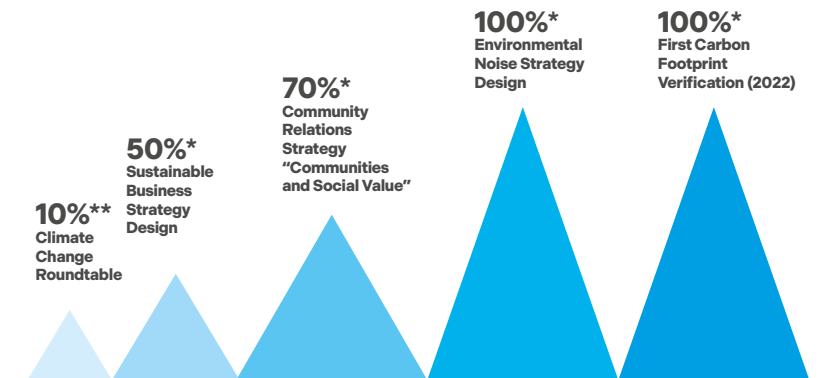 10%**
Climate
Change
Roundtable
50%*
Sustainable
Business
Strategy
Design
70%*
Community
Relations
Strategy
“Communities
and Social Value”
100%*
Environmental
Noise Strategy
Design
100%*
First Carbon
Footprint
Verification (2022)